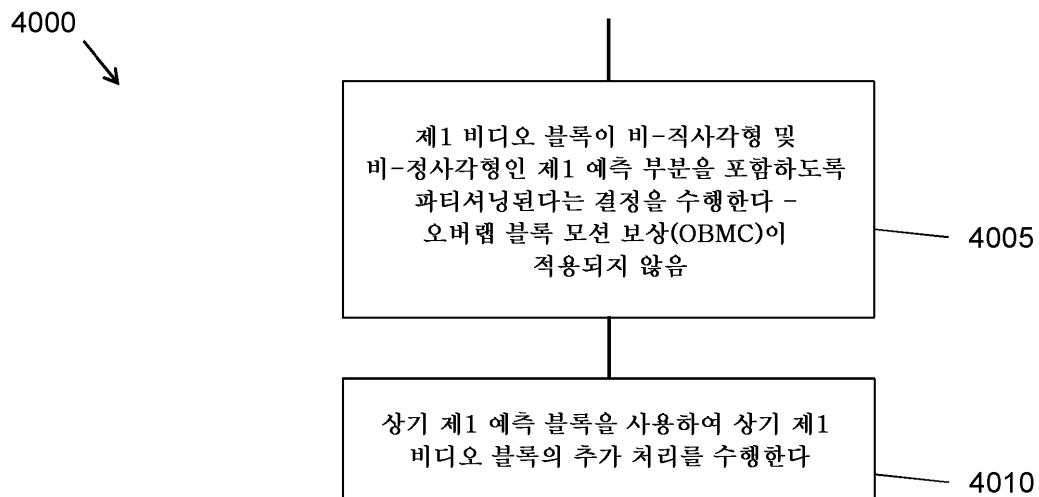 4000
제1 비디오 블록이 비-직사각형 및
비-정사각형인 제1 예측 부분을 포함하도록
파티셔닝된다는 결정을 수행한다 -
오버랩 블록 모션 보상(OBMC)이
적용되지 않음
4005
상기 제1 예측 블록을 사용하여 상기 제1
비디오 블록의 추가 처리를 수행한다
4010